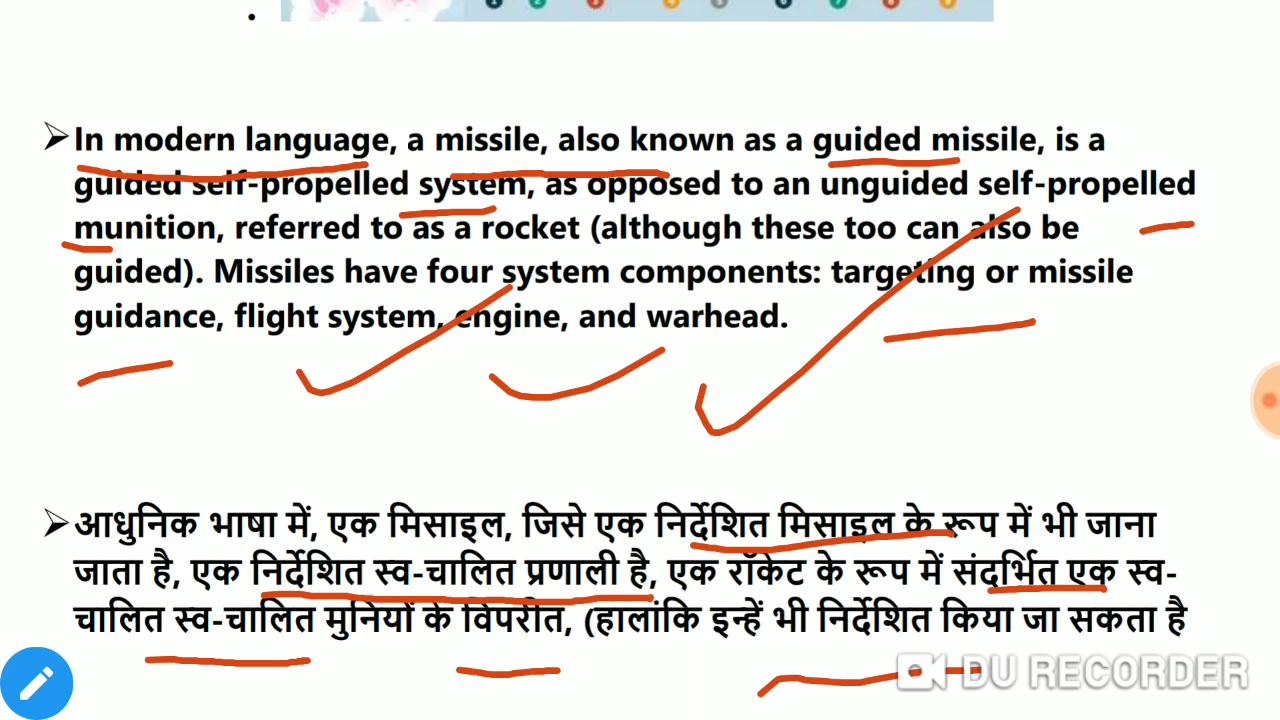 In modern language, a missile, also known as a guided missile, is a
guided self-propelled system, as opposed to an unguided self-propelled
munition, referred to as a rocket (although these too can also be
guided). Missiles have four system components: targeting or missile
guidance, flight system, engine, and warhead.
आधुनिक भाषा में, एक मिसाइल, जिसे एक निर्देशित मिसाइल के रूप में भी जाना
जाता है, एक निर्देशित स्व-चालित प्रणाली है, एक रॉकेट के रूप में संदर्भित एक स्व-
चालित स्व-चालित मुनियों के विपरीत, (हालांकि इन्हें भी निर्देशित किया जा सकता है
DU RECORDER